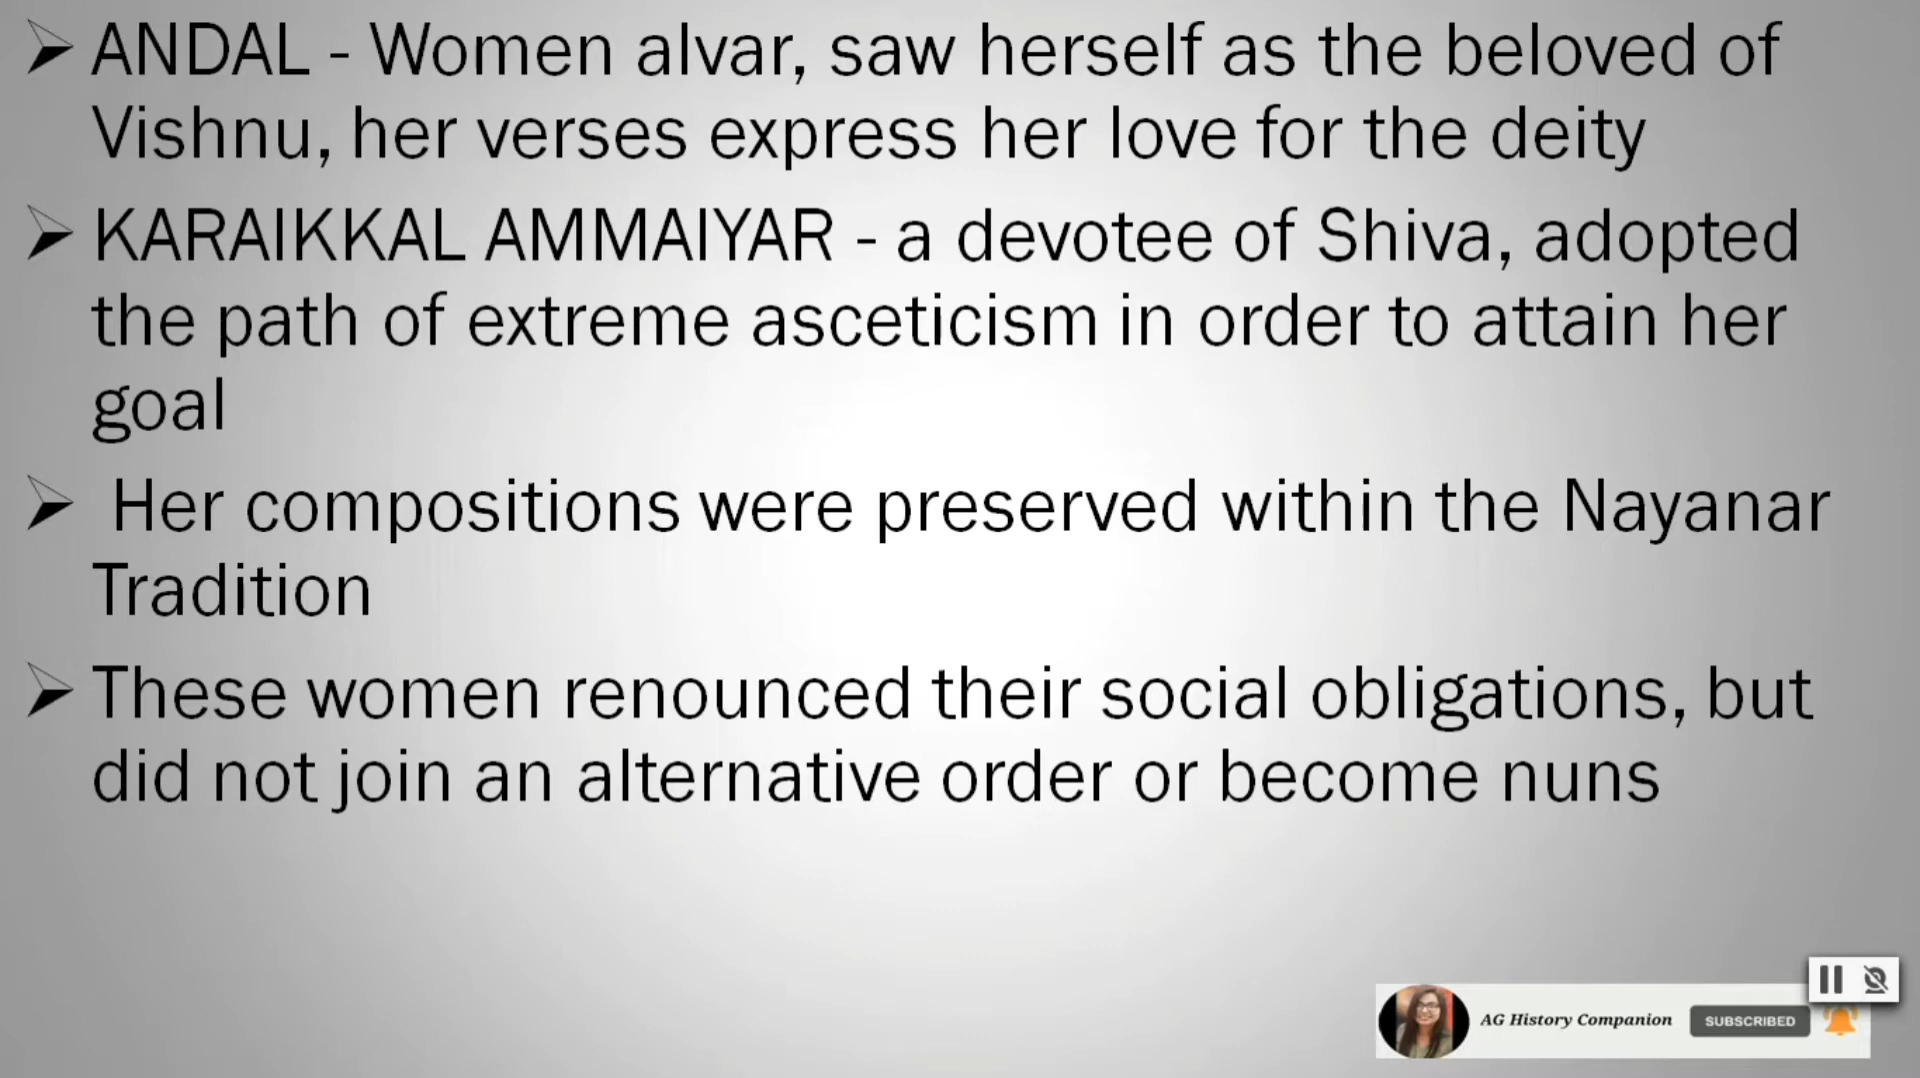 ANDAL - Women alvar, saw herself as the beloved of
Vishnu, her verses express her love for the deity
KARAIKKAL AMMAIYAR - a devotee of Shiva, adopted
the path of extreme asceticism in order to attain her
goal
Her compositions were preserved within the Nayanar
Tradition
These women renounced their social obligations, but
did not join an alternative order or become nuns
AG History Companion
SUBSCRIBED